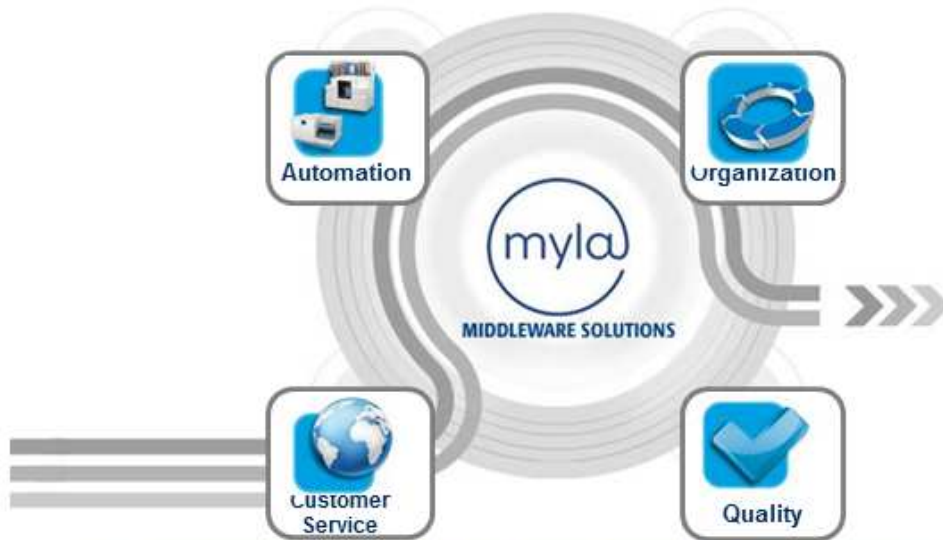 Automation
Organization
myla
MIDDLEWARE SOLUTIONS
Customer
Service
Quality